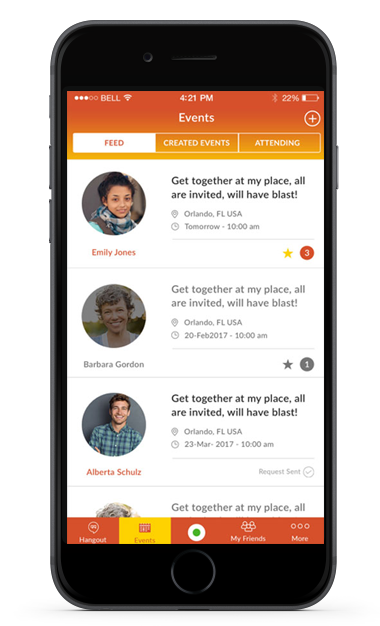 BELL 4:21 PM 22%
Events
FEED CREATED EVENTS ATTENDING
Get together at my place, all
are invited, will have blast!
Orlando, FL USA
Tomorrow - 10:00 am
Emily Jones
3
Get together at my place, all
are invited, will have blast!
Orlando, FL USA
20-Feb2017 - 10:00 am
Barbara Gordon
1
Get together at my place, all
are invited, will have blast!
Orlando, FL USA
23-Mar- 2017 - 10:00 am
Alberta Schulz
Request Sent
Get together at my place, all
are invited, will have blast!
Hangout Events My Friends More